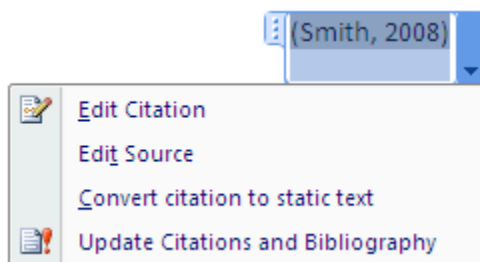 (Smith, 2008)
Edit Citation
Edit Source
Convert citation to static text
Update Citations and Bibliography